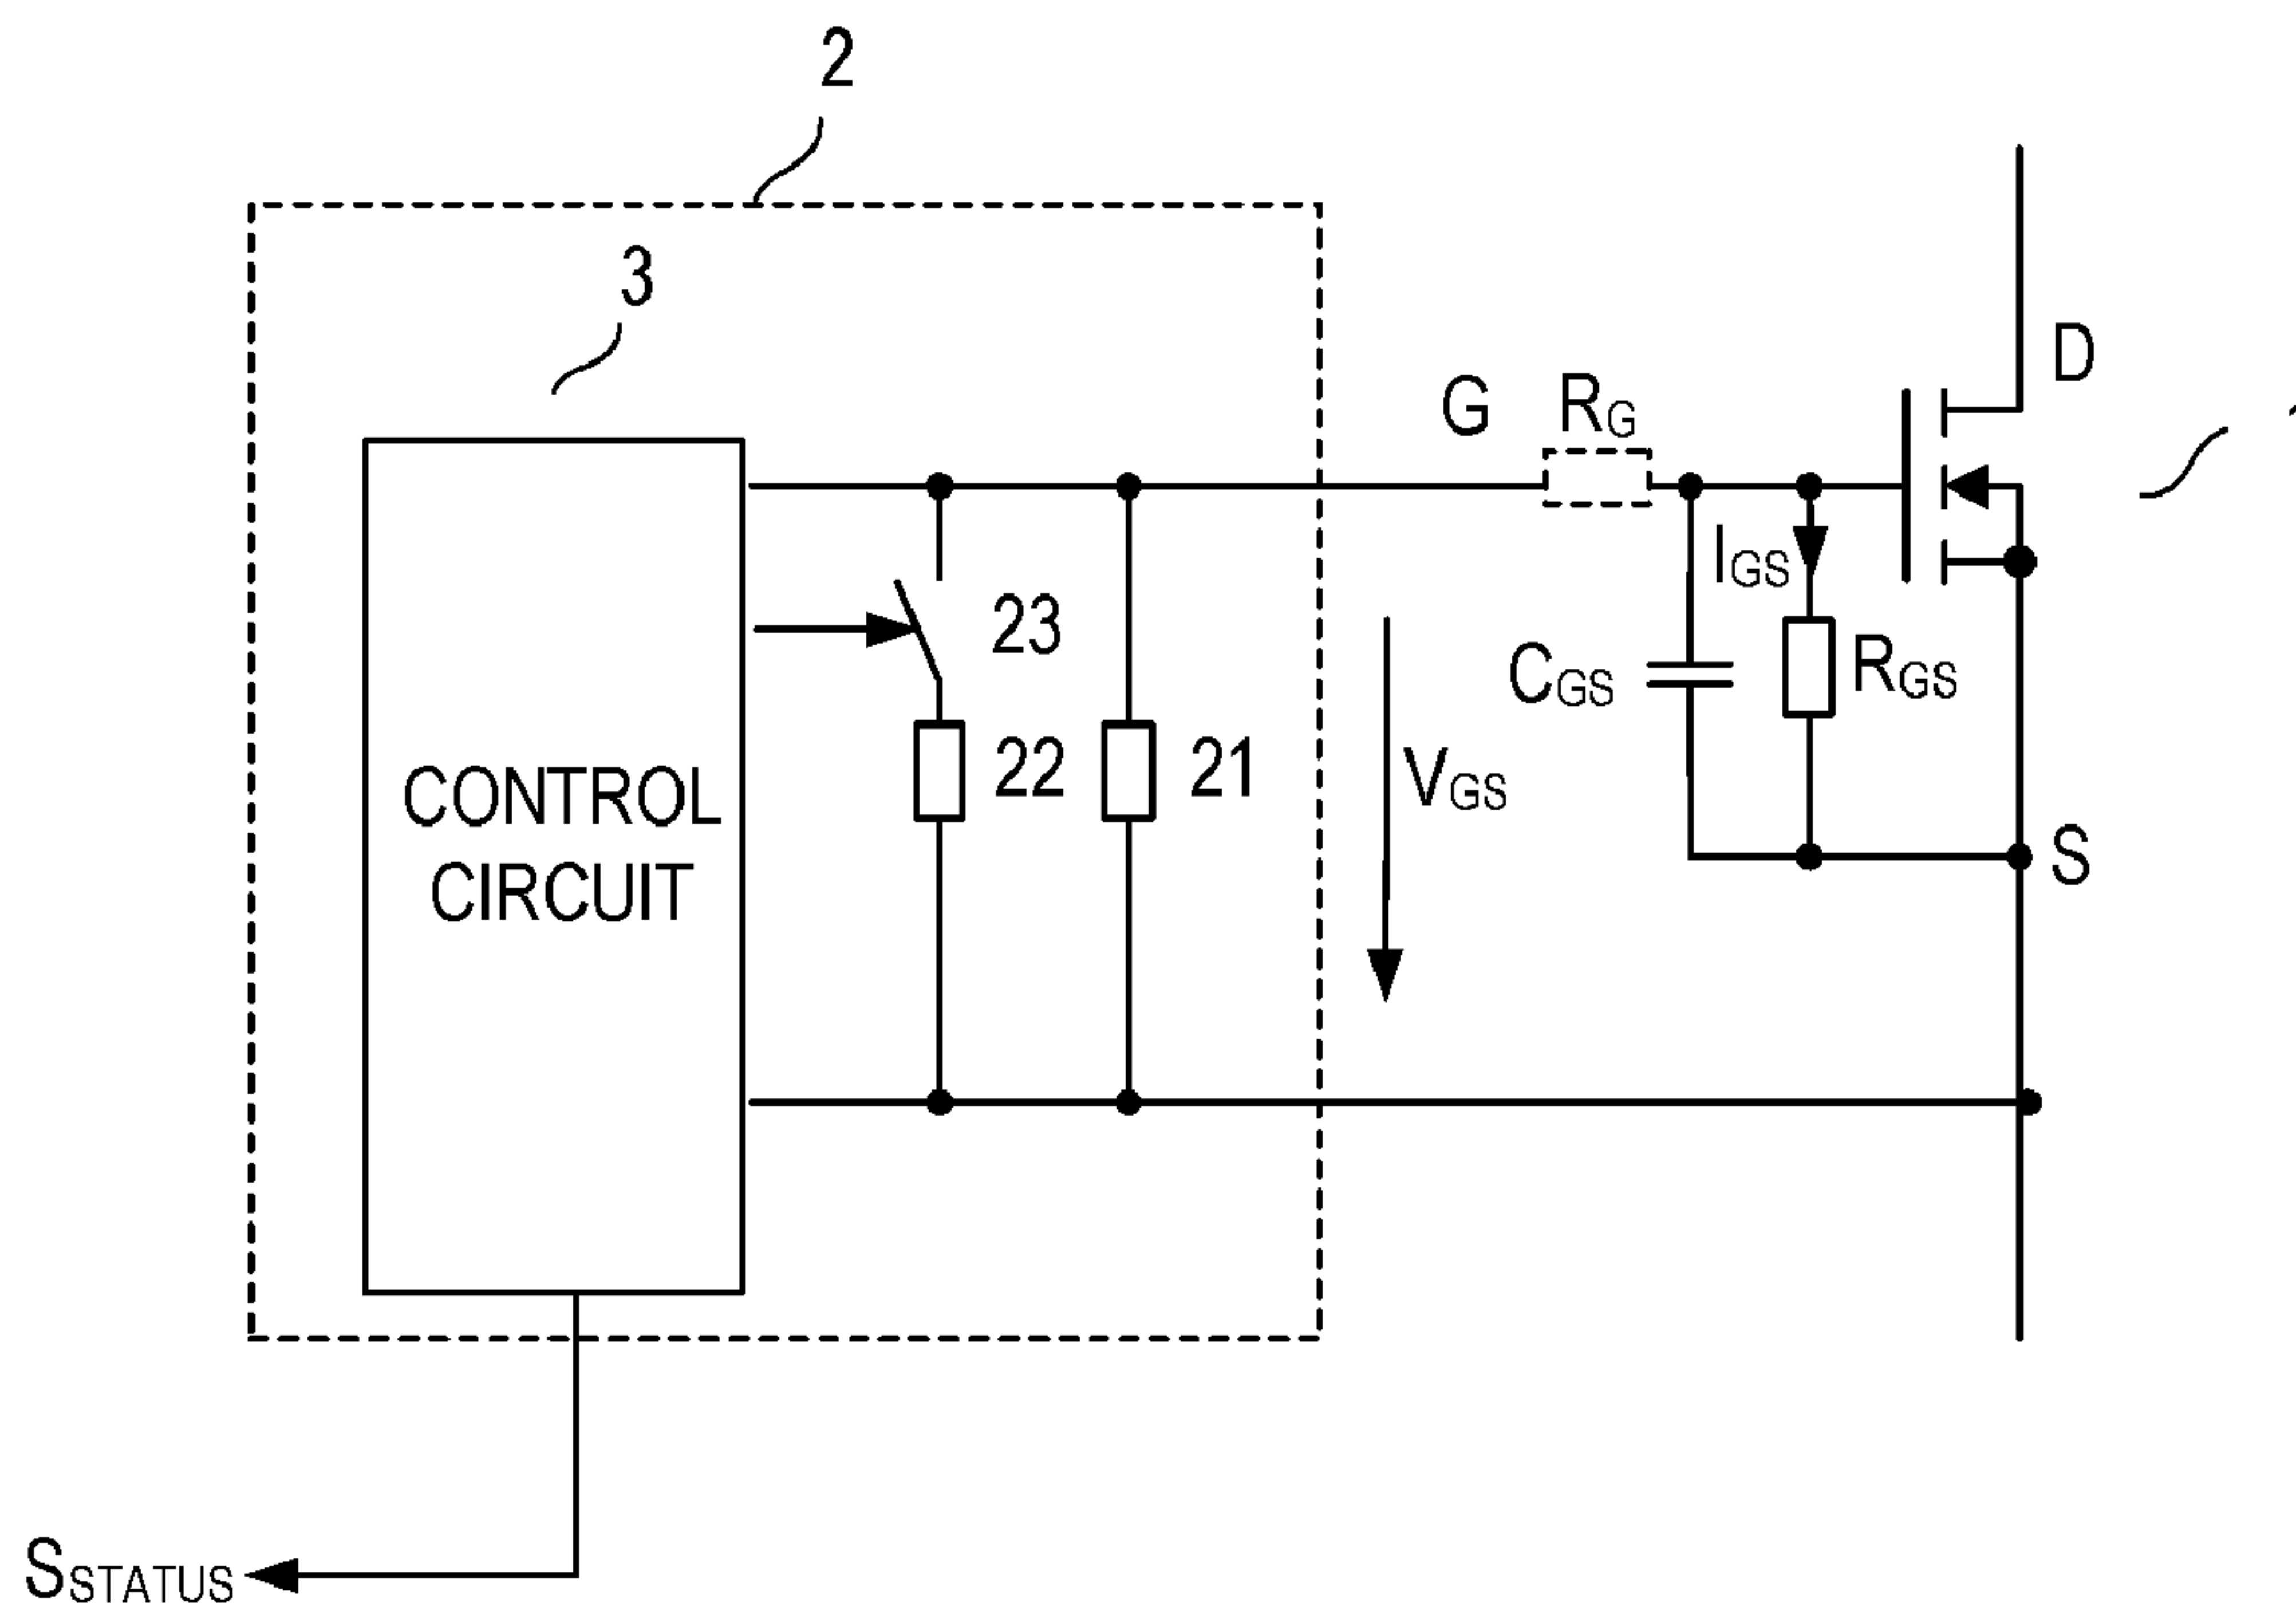 2
3
D
G
RG
IGS
23
CGS
RGS
CONTROL
CIRCUIT
22
21
VGS
S
SSTATUS